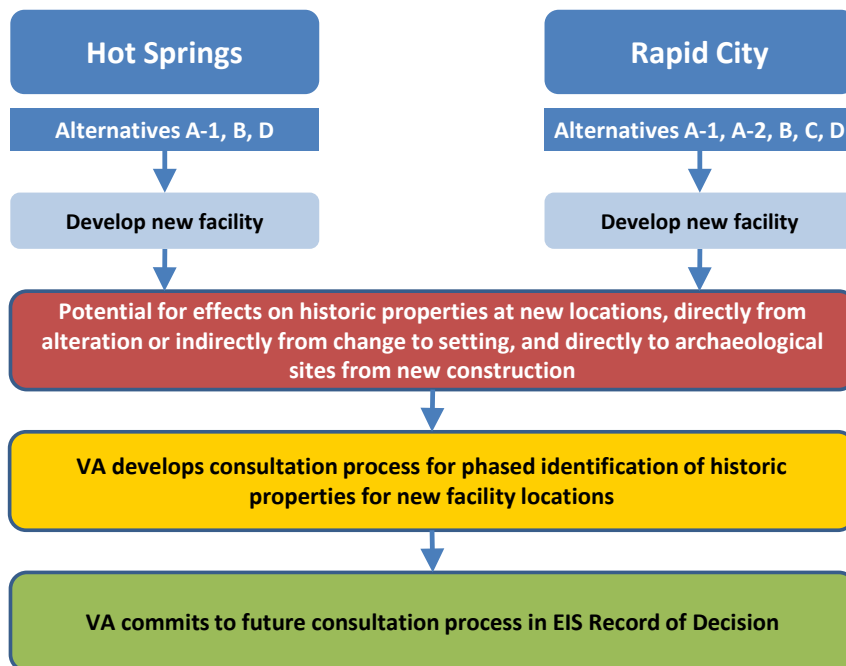 Hot Springs
Rapid City
Alternatives A-1, B, D
Alternatives A-1, A-2, B, C, D
Develop new facility
Develop new facility
Potential for effects on historic properties at new locations, directly from
alteration or indirectly from change to setting, and directly to archaeological
sites from new construction
VA develops consultation process for phased identification of historic
properties for new facility locations
VA commits to future consultation process in EIS Record of Decision